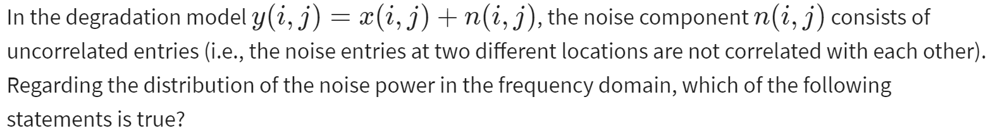 In the degradation model y(i, j) = x(i, j) + n(i, j), the noise component n(i, j) consists of
uncorrelated entries (i.e., the noise entries at two different locations are not correlated with each other).
Regarding the distribution of the noise power in the frequency domain, which of the following
statements is true?